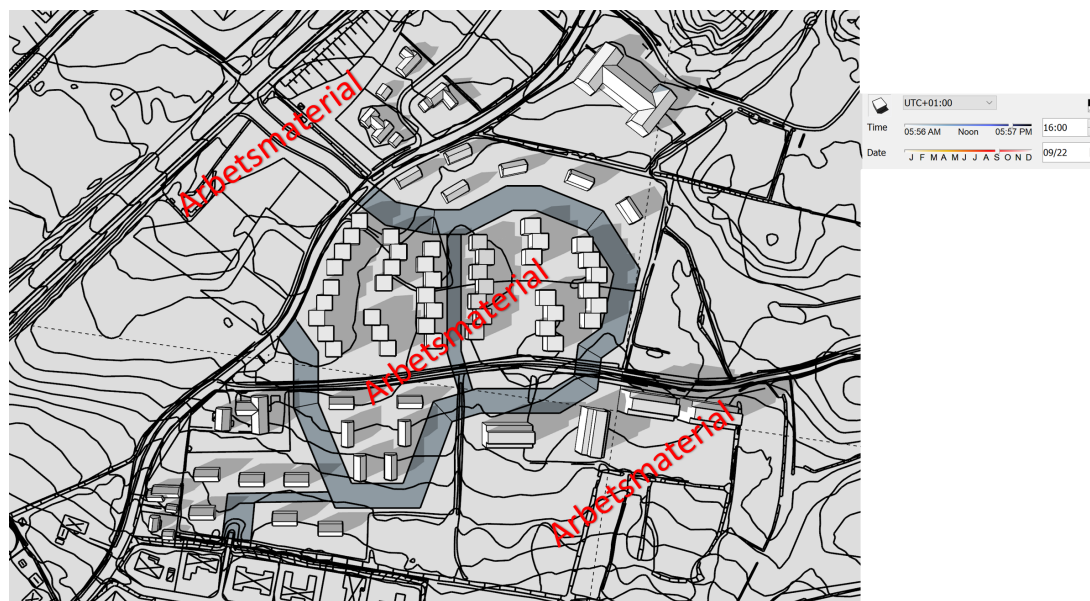 Arbetsmaterial
UTC+01:00
Time
05:56 AM Noon 05:57 PM
16:00
Date
J F M A M J J A S O N D
09/22
Arbetsmaterial
Arbetsmaterial